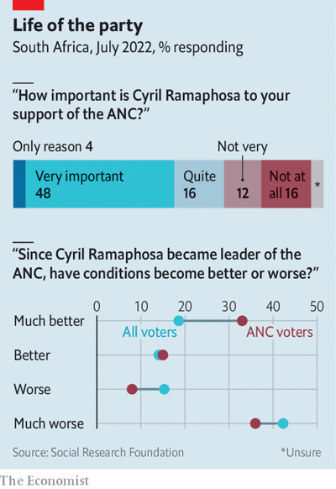 Life of the party
South Africa, July 2022, % responding
“How important is Cyril Ramaphosa to your
support of the ANC?”
Only reason 4
Not very
Very important
48
Quite
16
12
Not at
all 16
*
“Since Cyril Ramaphosa became leader of the
ANC, have conditions become better or worse?”
0 10 20 30 40 50
Much better
All voters
ANC voters
Better
Worse
Much worse
Source: Social Research Foundation
*Unsure
The Economist